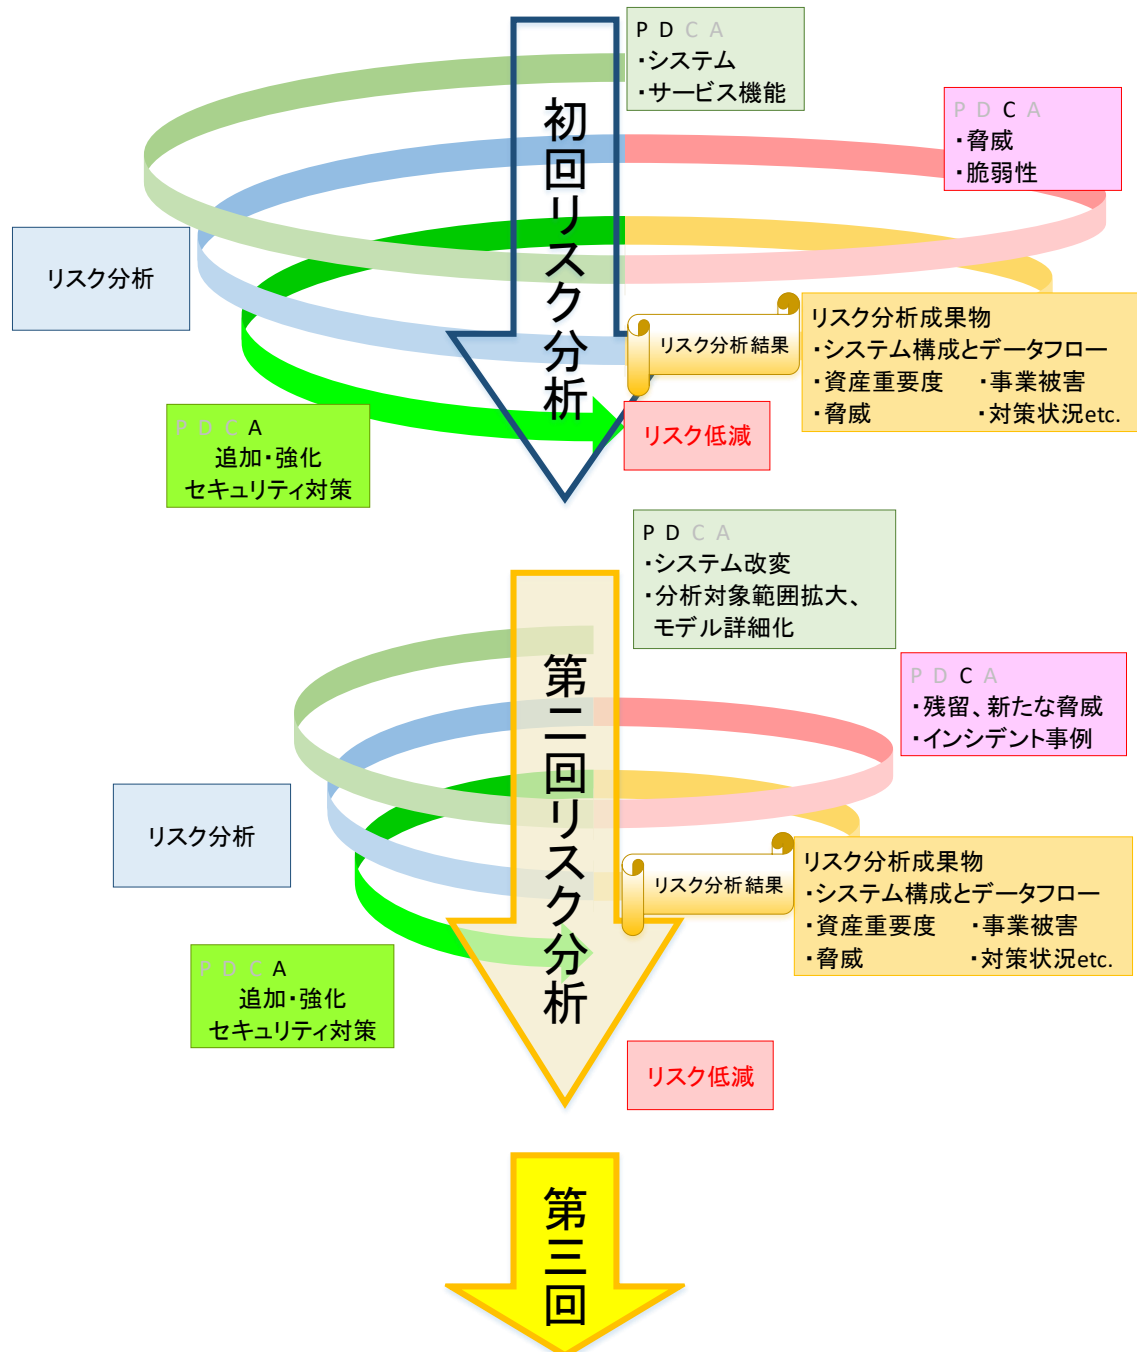 P D C A
・システム
・サービス機能
初回リスク分析
P D C A
・脅威
・脆弱性
リスク分析
リスク分析結果
リスク分析成果物
・システム構成とデータフロー
・資産重要度 ・事業被害
・脅威 ・対策状況etc.
P D C A
追加・強化
セキュリティ対策
リスク低減
P D C A
・システム改変
・分析対象範囲拡大、
モデル詳細化
第二回リスク分析
P D C A
・残留、新たな脅威
・インシデント事例
リスク分析
リスク分析結果
リスク分析成果物
・システム構成とデータフロー
・資産重要度 ・事業被害
・脅威 ・対策状況etc.
P D C A
追加・強化
セキュリティ対策
リスク低減
第三回